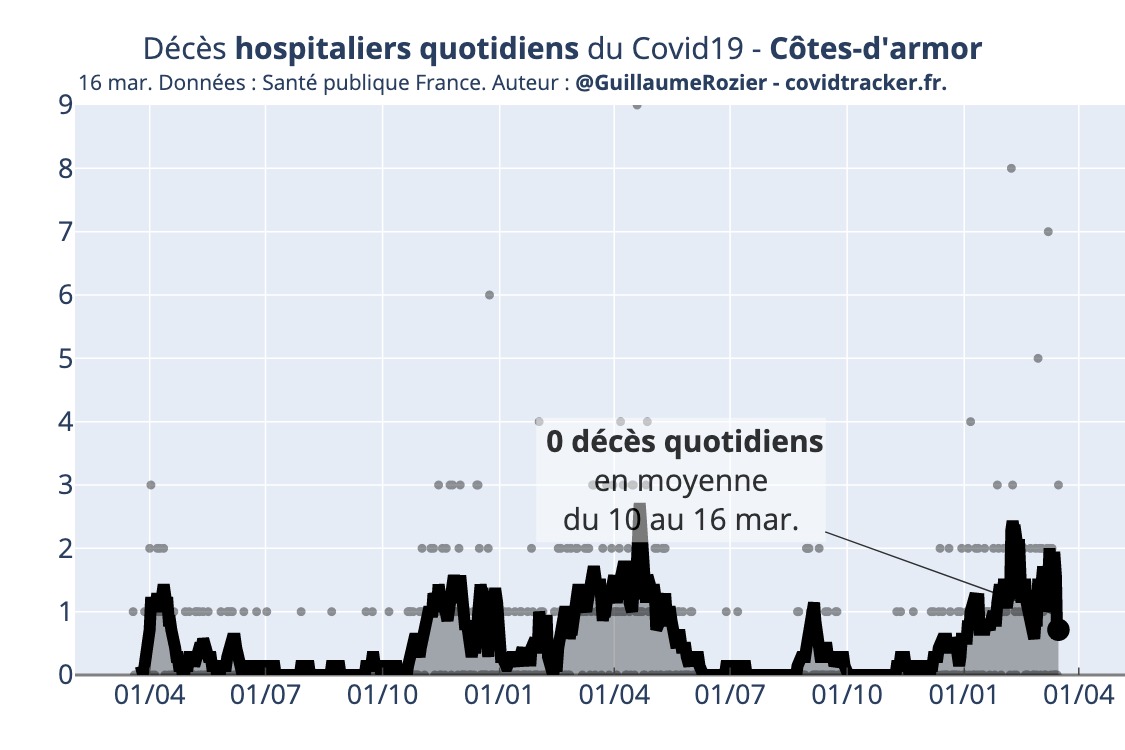 Décès hospitaliers quotidiens du Covid19 - Côtes-d'armor
16 mar. Données : Santé publique France. Auteur : @GuillaumeRozier - covidtracker.fr.
9
8
7
6
5
4
3
2
1
0
0 décès quotidiens
en moyenne
du 10 au 16 mar.
01/04 01/07 01/10 01/01 01/04 01/07 01/10 01/01 01/04